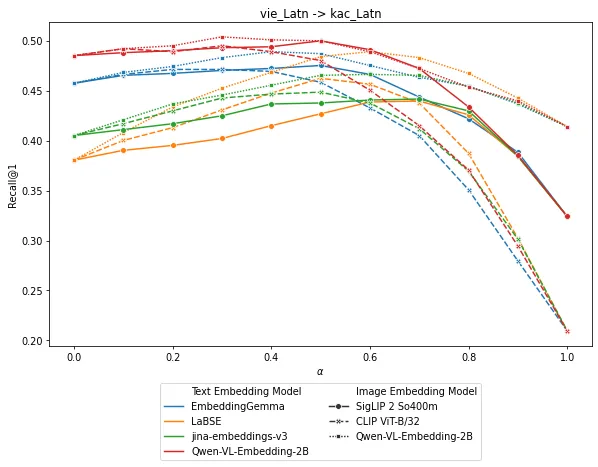 vie_Latn -> kac_Latn
0.50
0.45
0.40
0.35
0.30
0.25
0.20
Recall@1
0.0 0.2 0.4 0.6 0.8 1.0
α
Text Embedding Model Image Embedding Model
EmbeddingGemma SigLIP 2 So400m
LaBSE CLIP ViT-B/32
jina-embeddings-v3 Qwen-VL-Embedding-2B
Qwen-VL-Embedding-2B